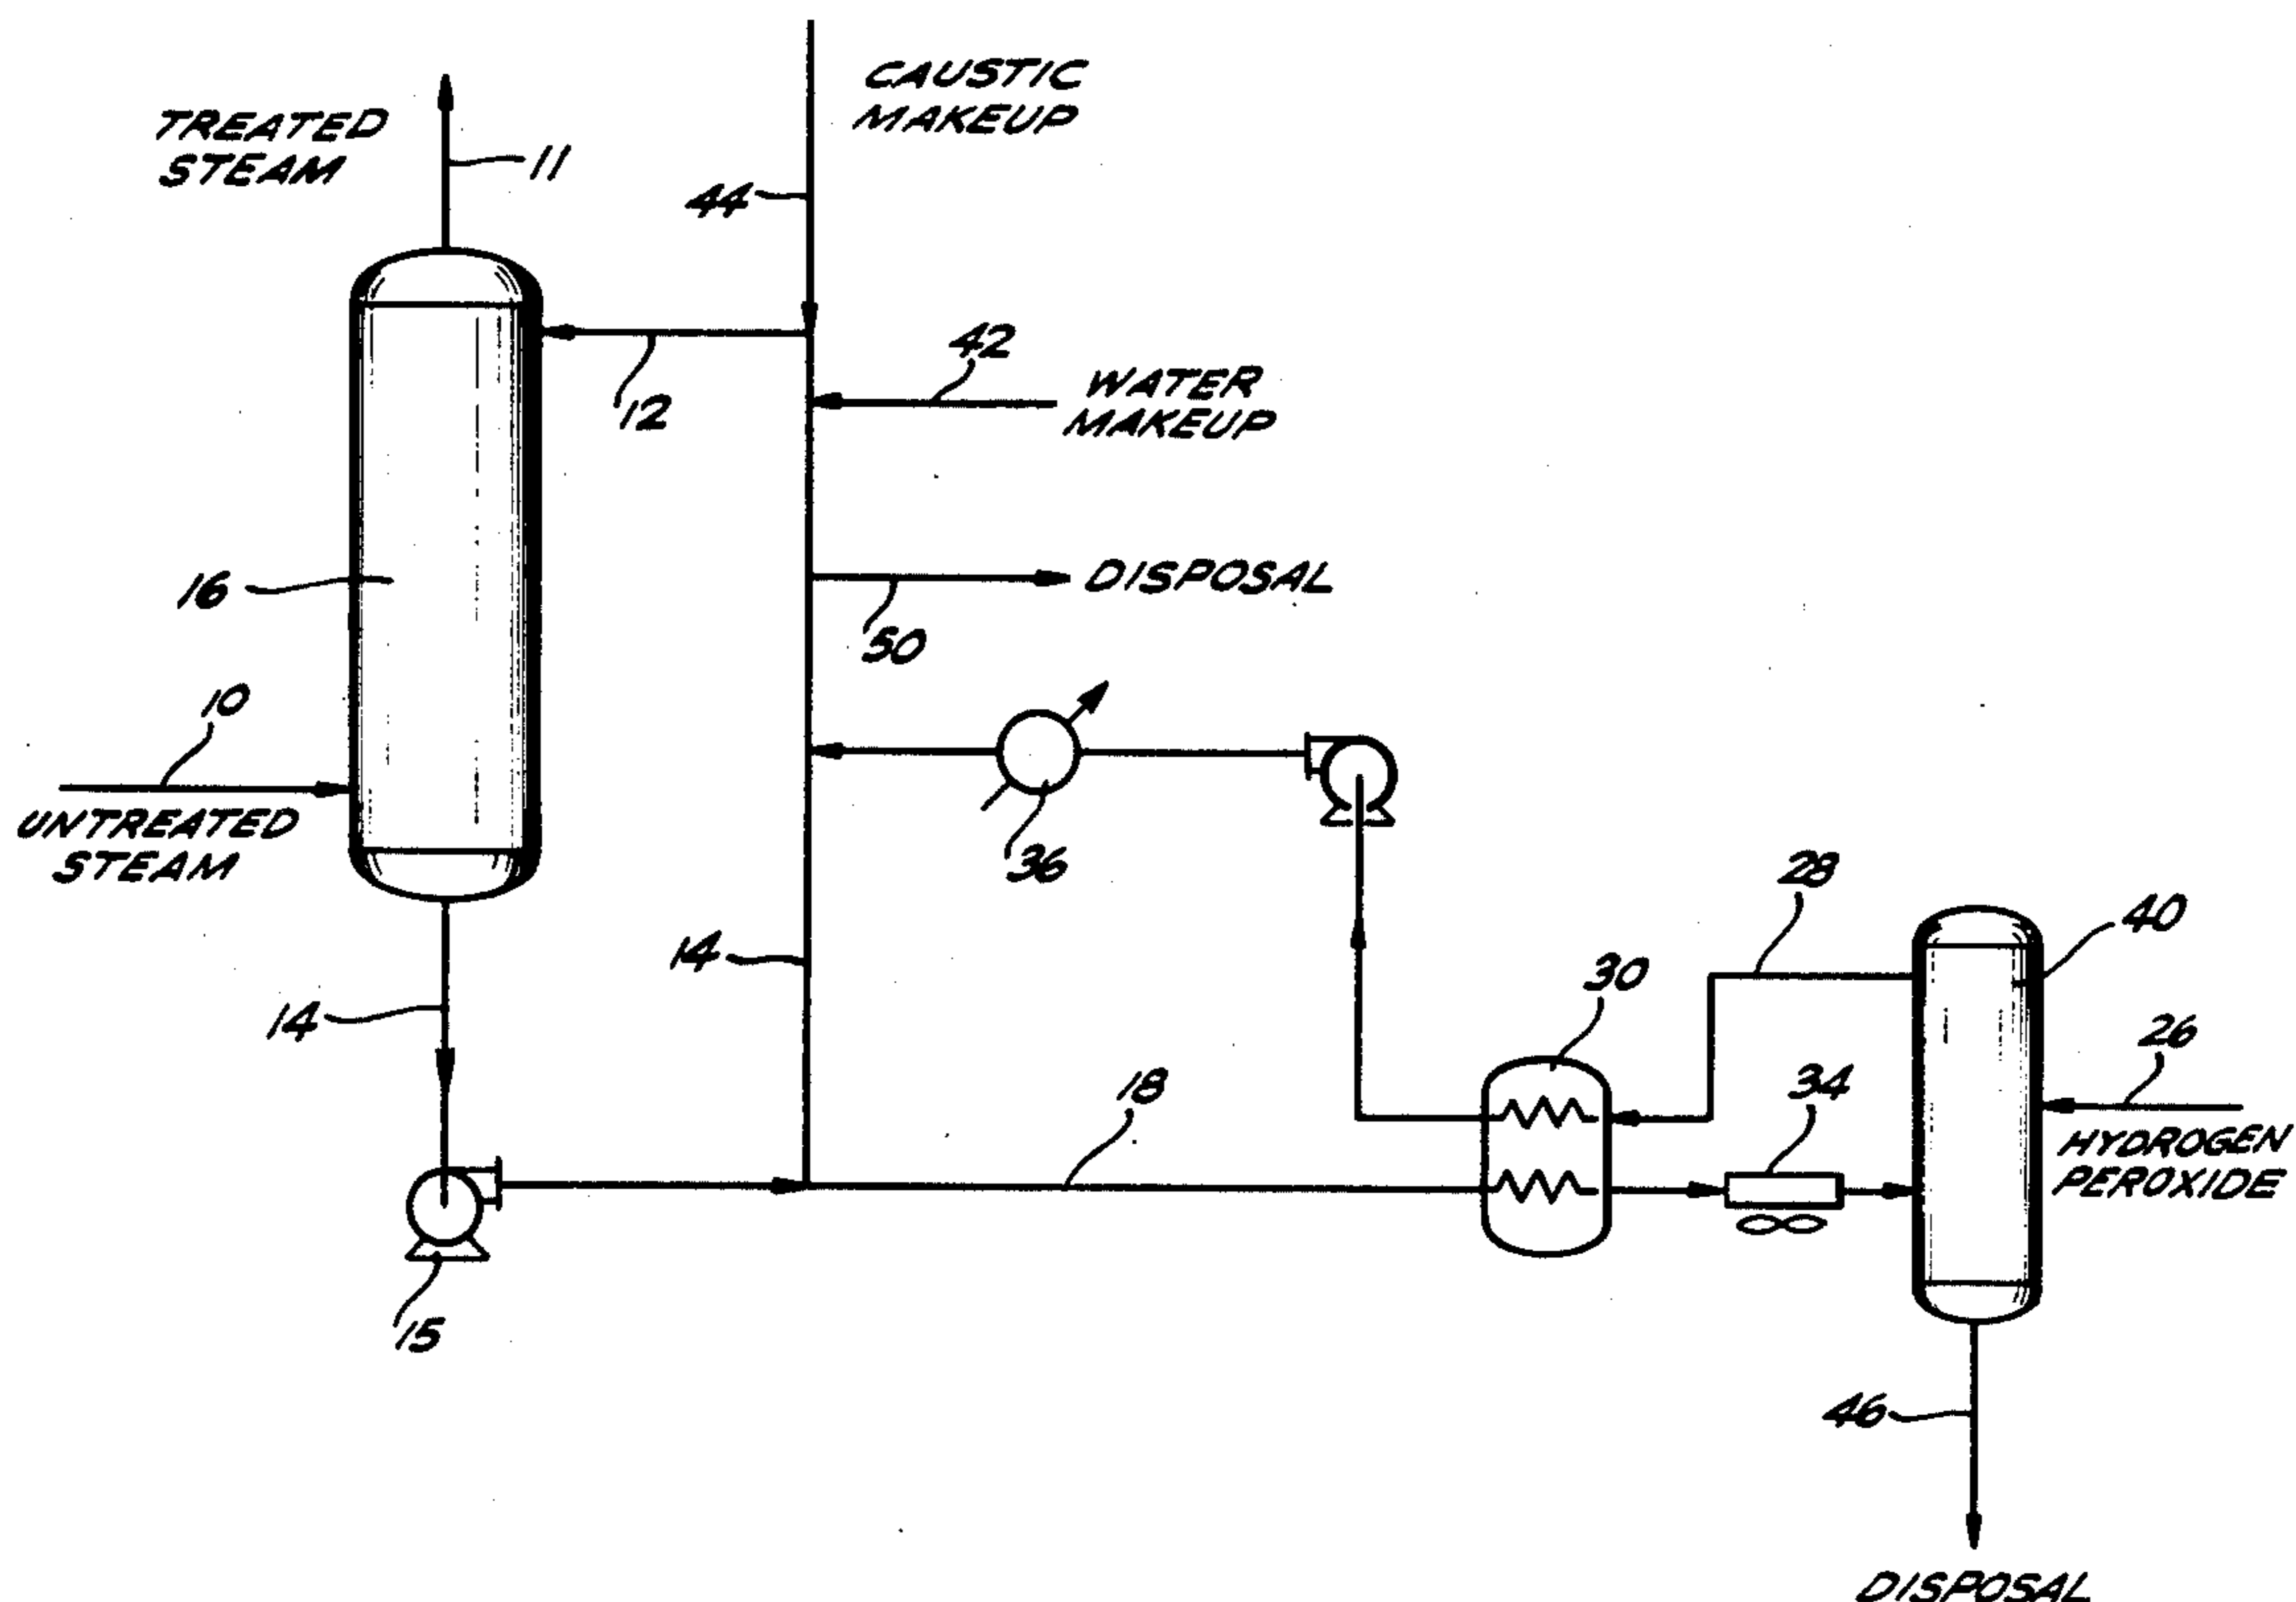 CAUSTIC
MAKEUP
TREATED
STEAM
11
44
42
WATER
MAKEUP
12
DISPOSAL
16
50
10
UNTREATED
STEAM
36
28
40
14
30
14
26
18
34
HYDROGEN
PEROXIDE
15
46
DISPOSAL